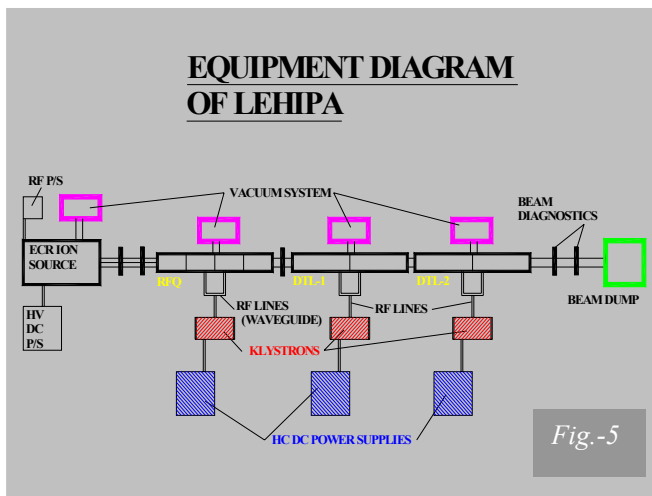 EQUIPMENT DIAGRAM
OF LEHIPA
RF P/S
VACUUM SYSTEM
BEAM
DIAGNOSTICS
ECR ION
SOURCE
RFQ
DTL-1
DTL-2
BEAM DUMP
HV
DC
P/S
RF LINES
(WAVEGUIDE)
RF LINES
KLYSTRONS
HC DC POWER SUPPLIES
Fig.-5